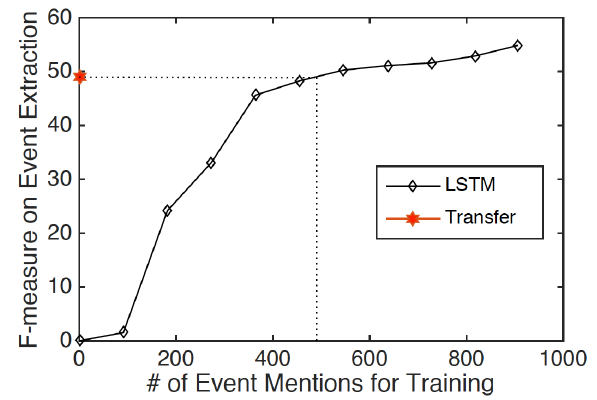 F-measure on Event Extraction
60
50
40
30
20
10
0
LSTM
Transfer
0 200 400 600 800 1000
# of Event Mentions for Training